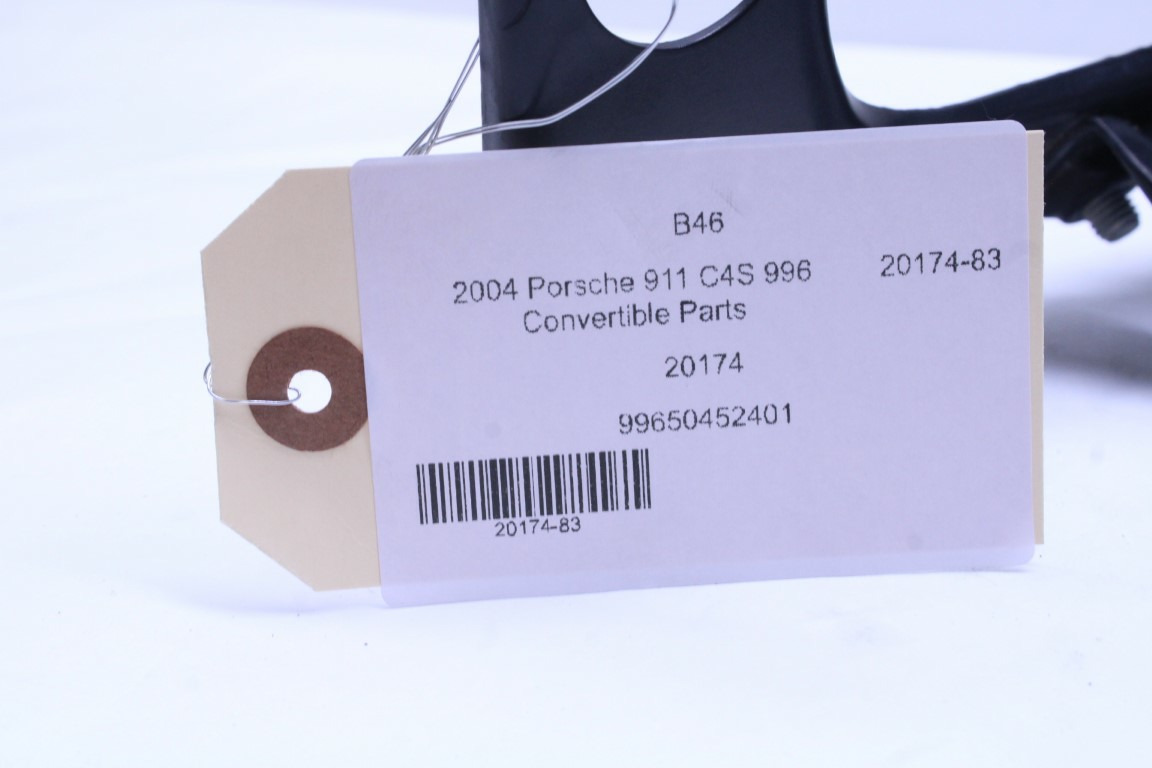 B46
2004 Porsche 911 C4S 996 20174-83
Convertible Parts
20174
99650452401
20174-83